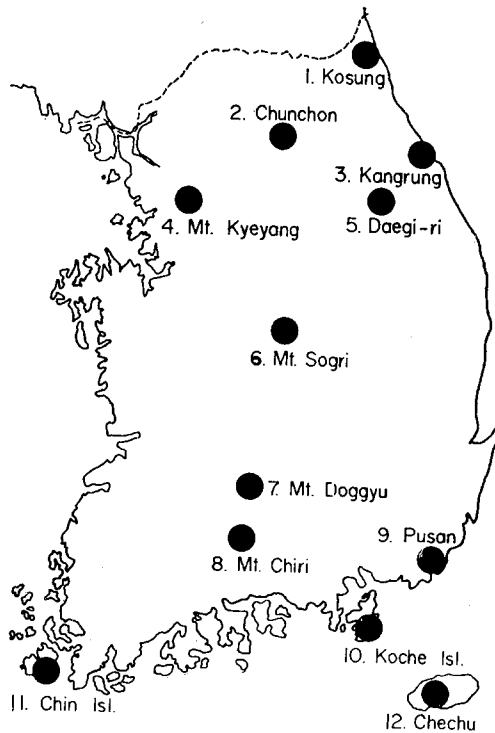 1. Kosung
2. Chunchon
3. Kangrung
4. Mt. Kyeyang
5. Daegi-ri
6. Mt. Sogri
7. Mt. Doggyu
8. Mt. Chiri
9. Pusan
10. Koche Isl.
11. Chin Isl.
12. Chechu